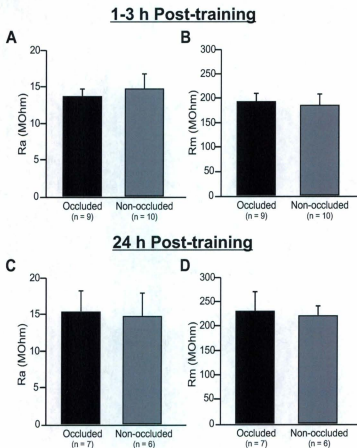 1-3 h Post-training
A
Ra (MOhm)
20
15
10
5
0
Occluded
(n = 9)
Non-occluded
(n = 10)
B
Rm (MOhm)
300
250
200
150
100
50
0
Occluded
(n = 9)
Non-occluded
(n = 10)
24 h Post-training
C
Ra (MOhm)
20
15
10
5
0
Occluded
(n = 7)
Non-occluded
(n = 6)
D
Rm (MOhm)
300
250
200
150
100
50
0
Occluded
(n = 7)
Non-occluded
(n = 6)